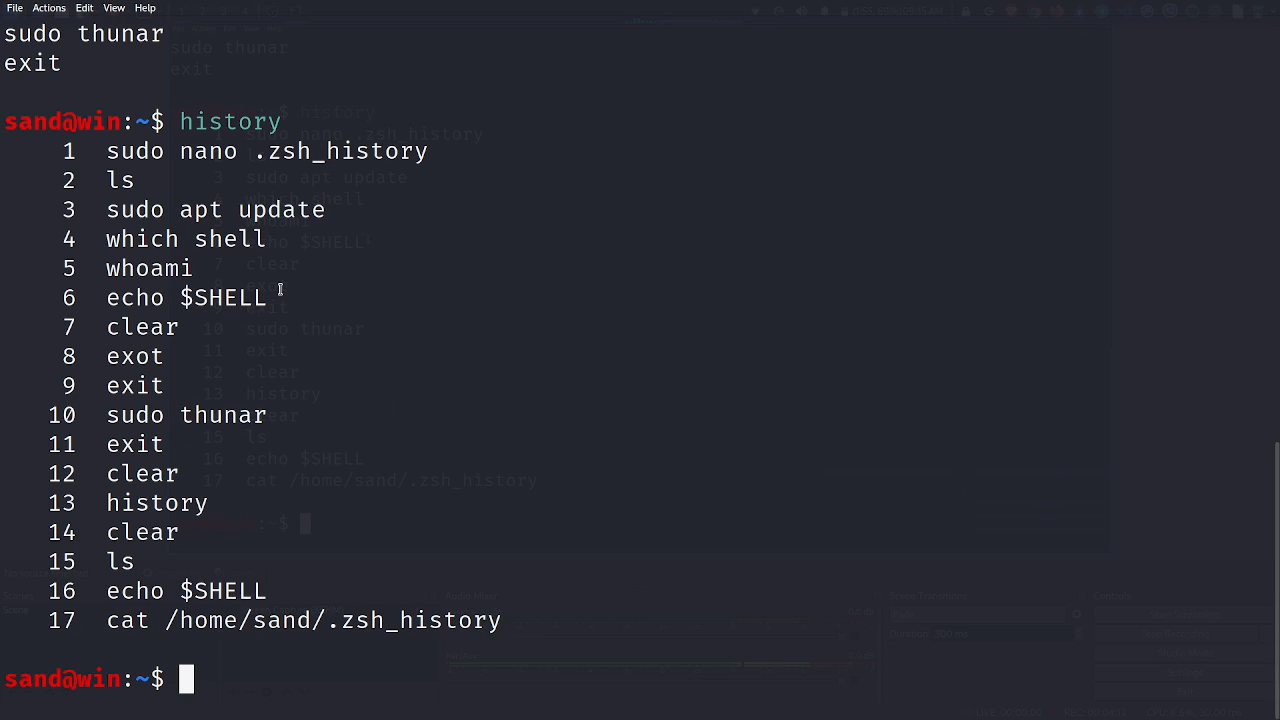 File Actions Edit View Help
sudo thunar
exit
sand@win:~$ history
1 sudo nano .zsh_history
2 ls
3 sudo apt update
4 which shell
5 whoami
6 echo $SHELL
7 clear
8 exot
9 exit
10 sudo thunar
11 exit
12 clear
13 history
14 clear
15 ls
16 echo $SHELL
17 cat /home/sand/.zsh_history
sand@win:~$